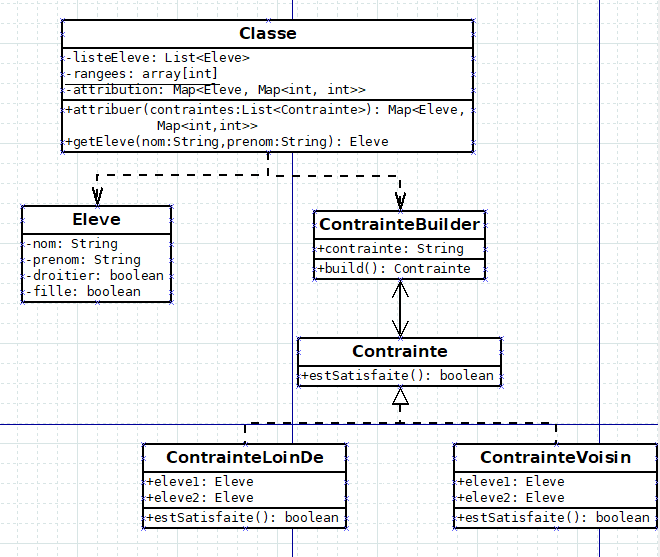 Classe
-listeEleve: List<Eleve>
-rangees: array[int]
-attribution: Map<Eleve, Map<int, int>>
+attribuer(contraintes:List<Contrainte>): Map<Eleve,
Map<int,int>>
+getEleve(nom:String,prenom:String): Eleve
Eleve
-nom: String
-prenom: String
-droitier: boolean
-fille: boolean
ContrainteBuilder
+contrainte: String
+build(): Contrainte
Contrainte
+estSatisfaite(): boolean
ContrainteLoinDe
+eleve1: Eleve
+eleve2: Eleve
+estSatisfaite(): boolean
ContrainteVoisin
+eleve1: Eleve
+eleve2: Eleve
+estSatisfaite(): boolean